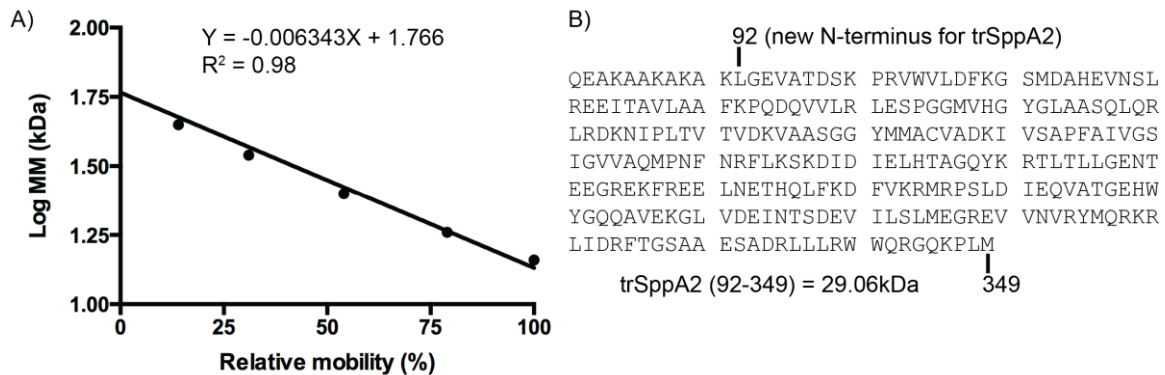 A)
Y = -0.006343X + 1.766
R² = 0.98
Log MM (kDa)
2.00
1.75
1.50
1.25
1.00
0
25
50
75
100
Relative mobility (%)
B)
92 (new N-terminus for trSppA2)
QEAKAAKAKA KLGEVATDSK PRVWVLDFKG SMDAHEVNSL
REEITAVLAA FKPQDQVVLR LESPGGMVHG YGLAASQLQR
LRDKNIPLTV TVDKVAASGG YMMACVADKI VSAPFAIVGS
IGVVAQMPNF NRFLKSKDID IELHTAGQYK RTLTLLGENT
EEGREKFREE LNETHQLFKD FVKRMRPSLD IEQVATGEHW
YGQQAVEKGL VDEINTSDEV ILSLMEGREV VNVRYMQRKR
LIDRFTGSAA ESADRLLLRW WQRGQKPLM
trSppA2 (92-349) = 29.06kDa
349